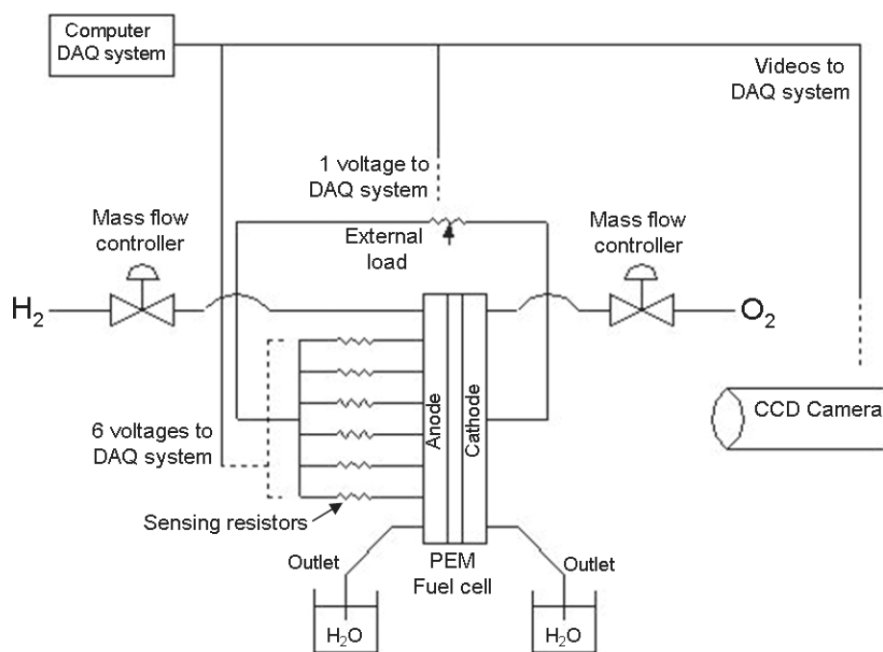 Computer
DAQ system
Videos to
DAQ system
1 voltage to
DAQ system
Mass flow
controller
External
load
Mass flow
controller
H₂
O₂
Anode
Cathode
CCD Camera
6 voltages to
DAQ system
Sensing resistors
Outlet
PEM
Fuel cell
Outlet
H₂O
H₂O